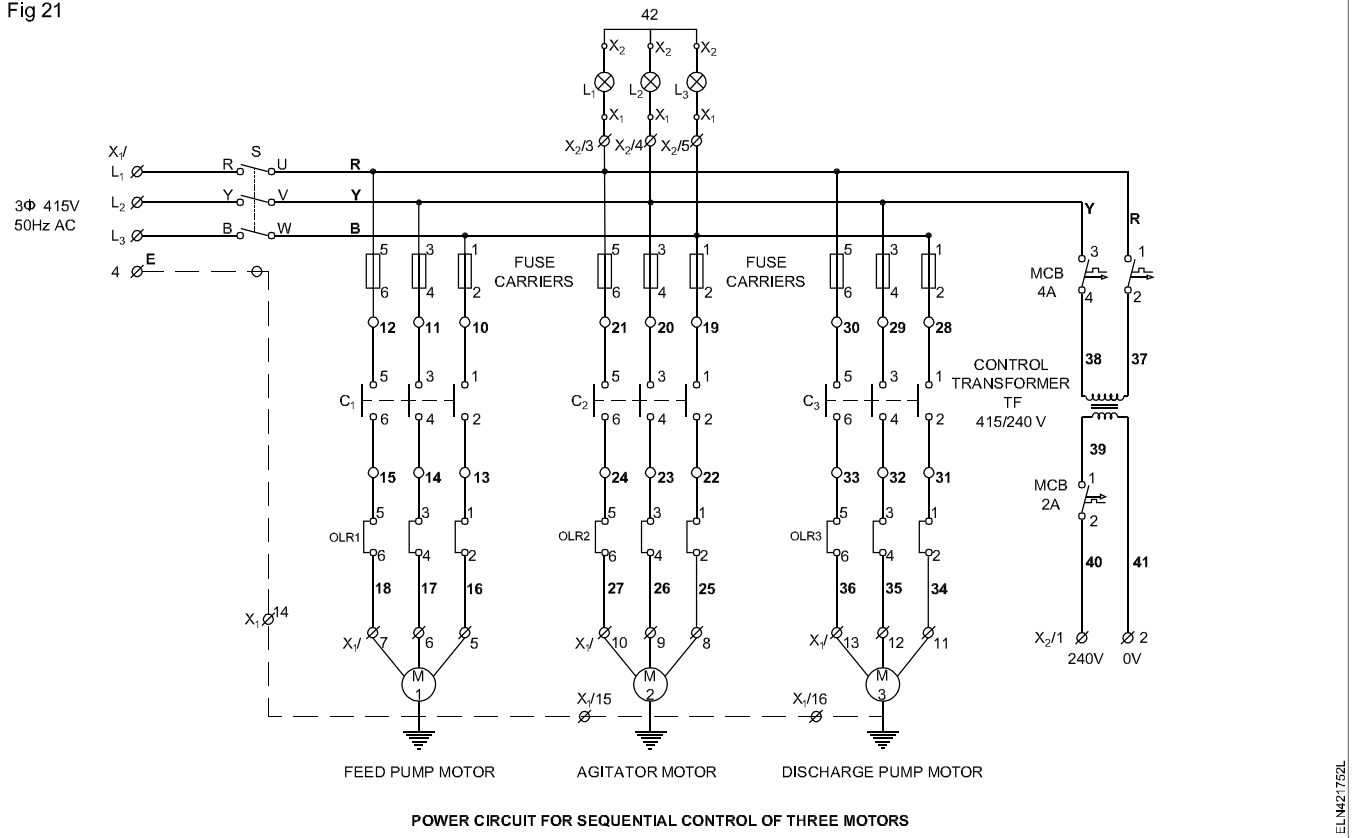 Fig 21
42
X₂ X₂ X₂
L₁ L₂ L₃
X₁ X₁ X₁
X₂/3 X₂/4 X₂/5
X₁/
L₁ R S U R
L₂ Y V Y Y R
L₃ B W B
3Φ 415V
50Hz AC
4 E
5 3 1 5 3 1 5 3 1 3 1
FUSE
CARRIERS
FUSE
CARRIERS
MCB
4A
6 4 2 6 4 2 6 4 2 4 2
12 11 10 21 20 19 30 29 28
38 37
CONTROL
TRANSFORMER
TF
415/240 V
5 3 1 5 3 1 5 3 1
C₁ C₂ C₃
6 4 2 6 4 2 6 4 2
39
15 14 13 24 23 22 33 32 31
MCB
2A
1
2
5 3 1 5 3 1 5 3 1
OLR1 OLR2 OLR3
6 4 2 6 4 2 6 4 2
40 41
18 17 16 27 26 25 36 35 34
X₁ 14
X₁/ 7 6 5 X₁/ 10 9 8 X₁/ 13 12 11
X₂/1 2
240V 0V
M
1
M
2
M
3
X₁/15 X₁/16
FEED PUMP MOTOR AGITATOR MOTOR DISCHARGE PUMP MOTOR
POWER CIRCUIT FOR SEQUENTIAL CONTROL OF THREE MOTORS
ELN421752L